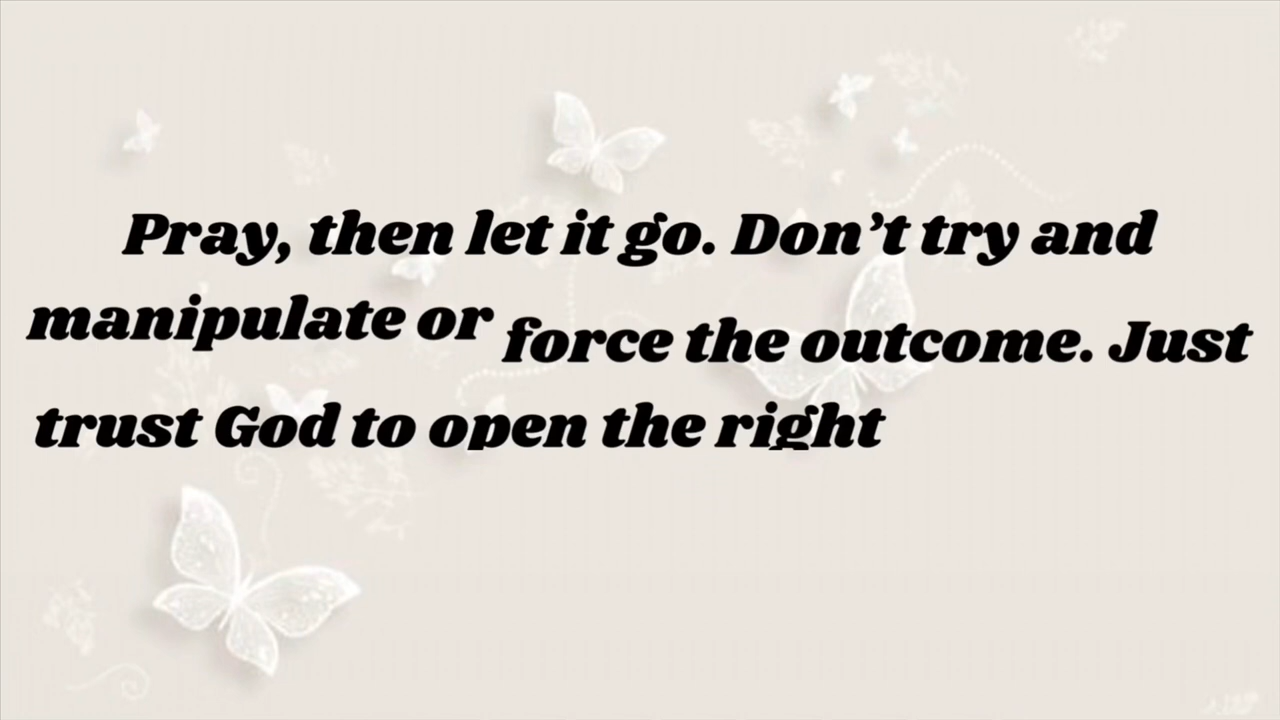 Pray, then let it go. Don’t try and
manipulate or force the outcome. Just
trust God to open the right